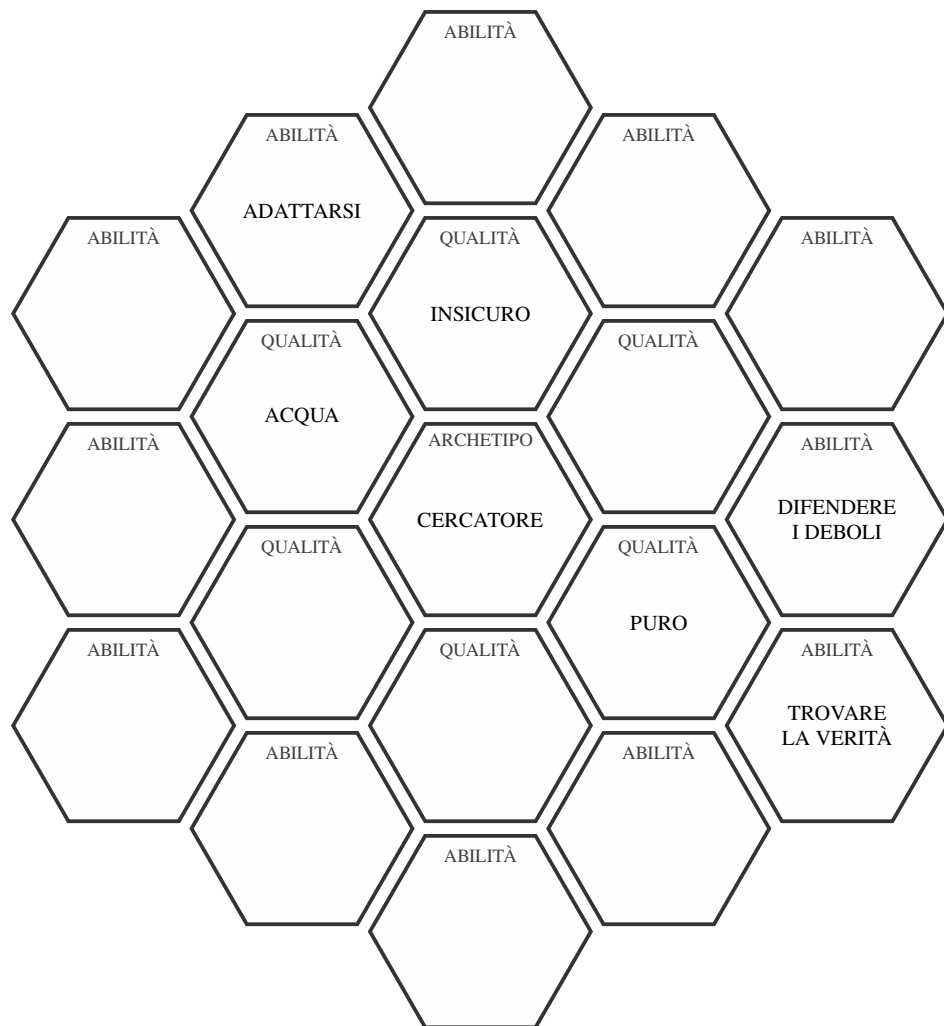 ABILITÀ
ABILITÀ
ADATTARSI
ABILITÀ
ABILITÀ
QUALITÀ
INSICURO
ABILITÀ
QUALITÀ
ACQUA
QUALITÀ
ABILITÀ
ARCHETIPO
CERCATORE
ABILITÀ
DIFENDERE
I DEBOLI
QUALITÀ
QUALITÀ
PURO
ABILITÀ
QUALITÀ
ABILITÀ
TROVARE
LA VERITÀ
ABILITÀ
ABILITÀ
ABILITÀ